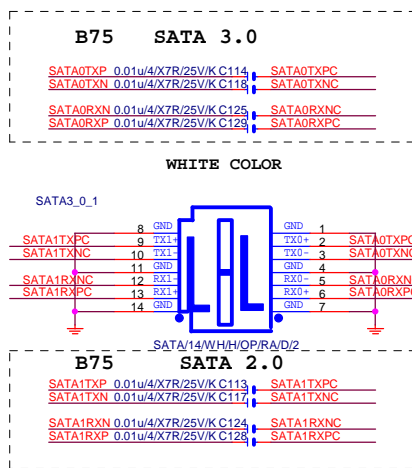 B75 SATA 3.0
SATA0TXP 0.01u/4/X7R/25V/K C114 SATA0TXPC
SATA0TXN 0.01u/4/X7R/25V/K C118 SATA0TXNC
SATA0RXN 0.01u/4/X7R/25V/K C125 SATA0RXNC
SATA0RXP 0.01u/4/X7R/25V/K C129 SATA0RXPC
WHITE COLOR
SATA3_0_1
8 GND GND 1
SATA1TXPC 9 TX1+ TX0+ 2 SATA0TXPC
SATA1TXNC 10 TX1- TX0- 3 SATA0TXNC
11 GND GND 4
SATA1RXNC 12 RX1- RX0- 5 SATA0RXN
SATA1RXPC 13 RX1+ RX0+ 6 SATA0RXPC
14 GND GND 7
SATA/14/WH/H/OP/RA/D/2
B75 SATA 2.0
SATA1TXP 0.01u/4/X7R/25V/K C113 SATA1TXPC
SATA1TXN 0.01u/4/X7R/25V/K C117 SATA1TXNC
SATA1RXN 0.01u/4/X7R/25V/K C124 SATA1RXNC
SATA1RXP 0.01u/4/X7R/25V/K C128 SATA1RXPC